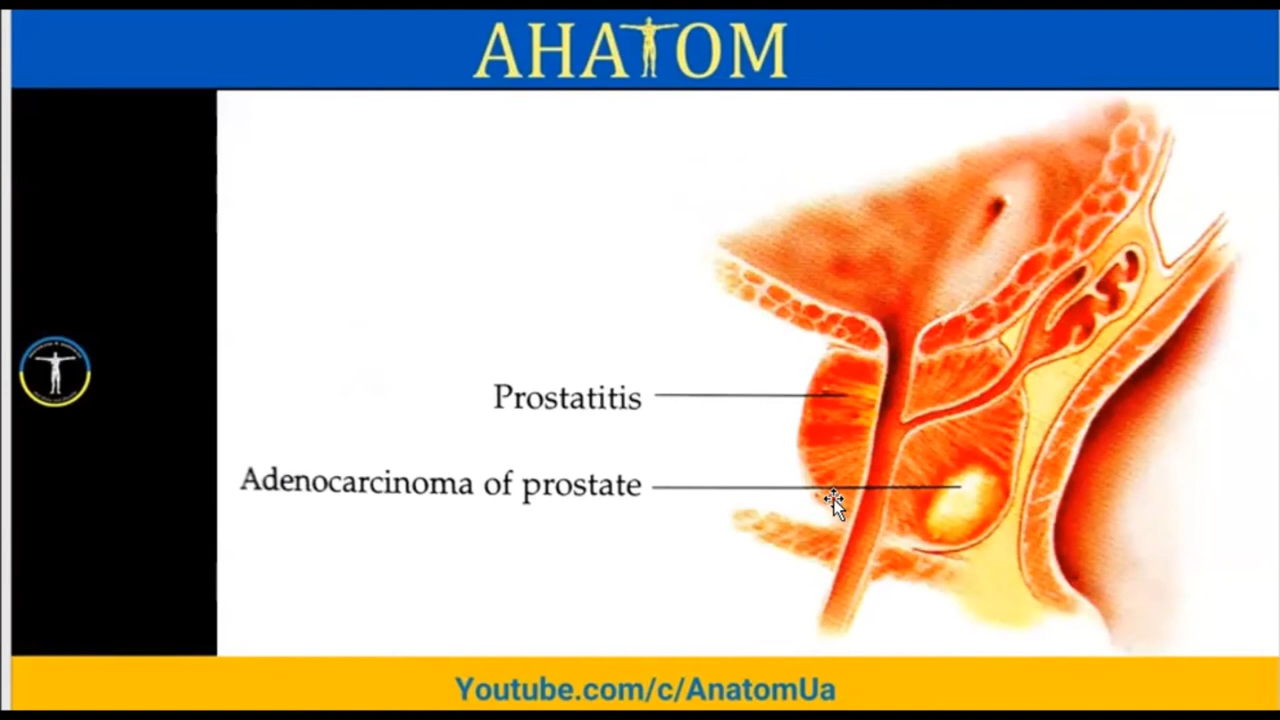 АНАТОМ
Prostatitis
Adenocarcinoma of prostate
Youtube.com/c/AnatomUa